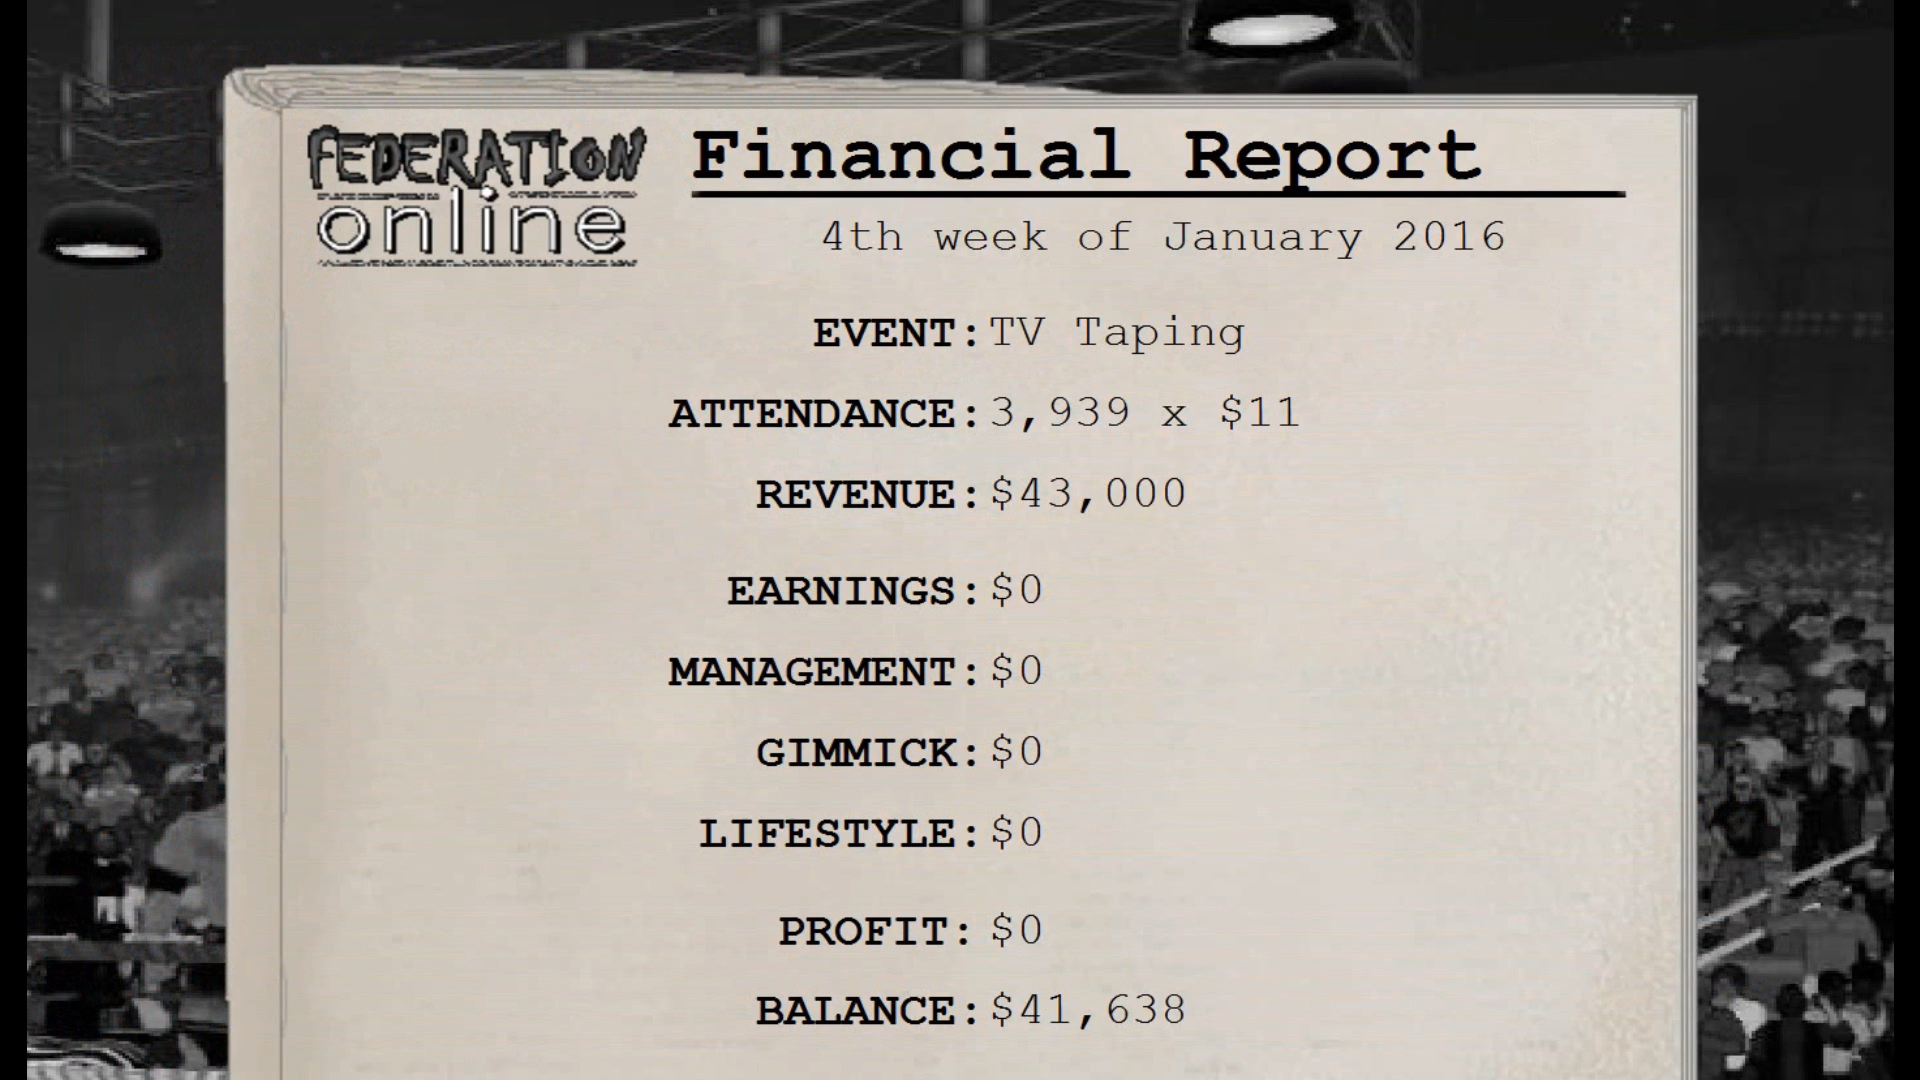 FEDERATION
online
Financial Report
4th week of January 2016
EVENT: TV Taping
ATTENDANCE: 3,939 x $11
REVENUE: $43,000
EARNINGS: $0
MANAGEMENT: $0
GIMMICK: $0
LIFESTYLE: $0
PROFIT: $0
BALANCE: $41,638